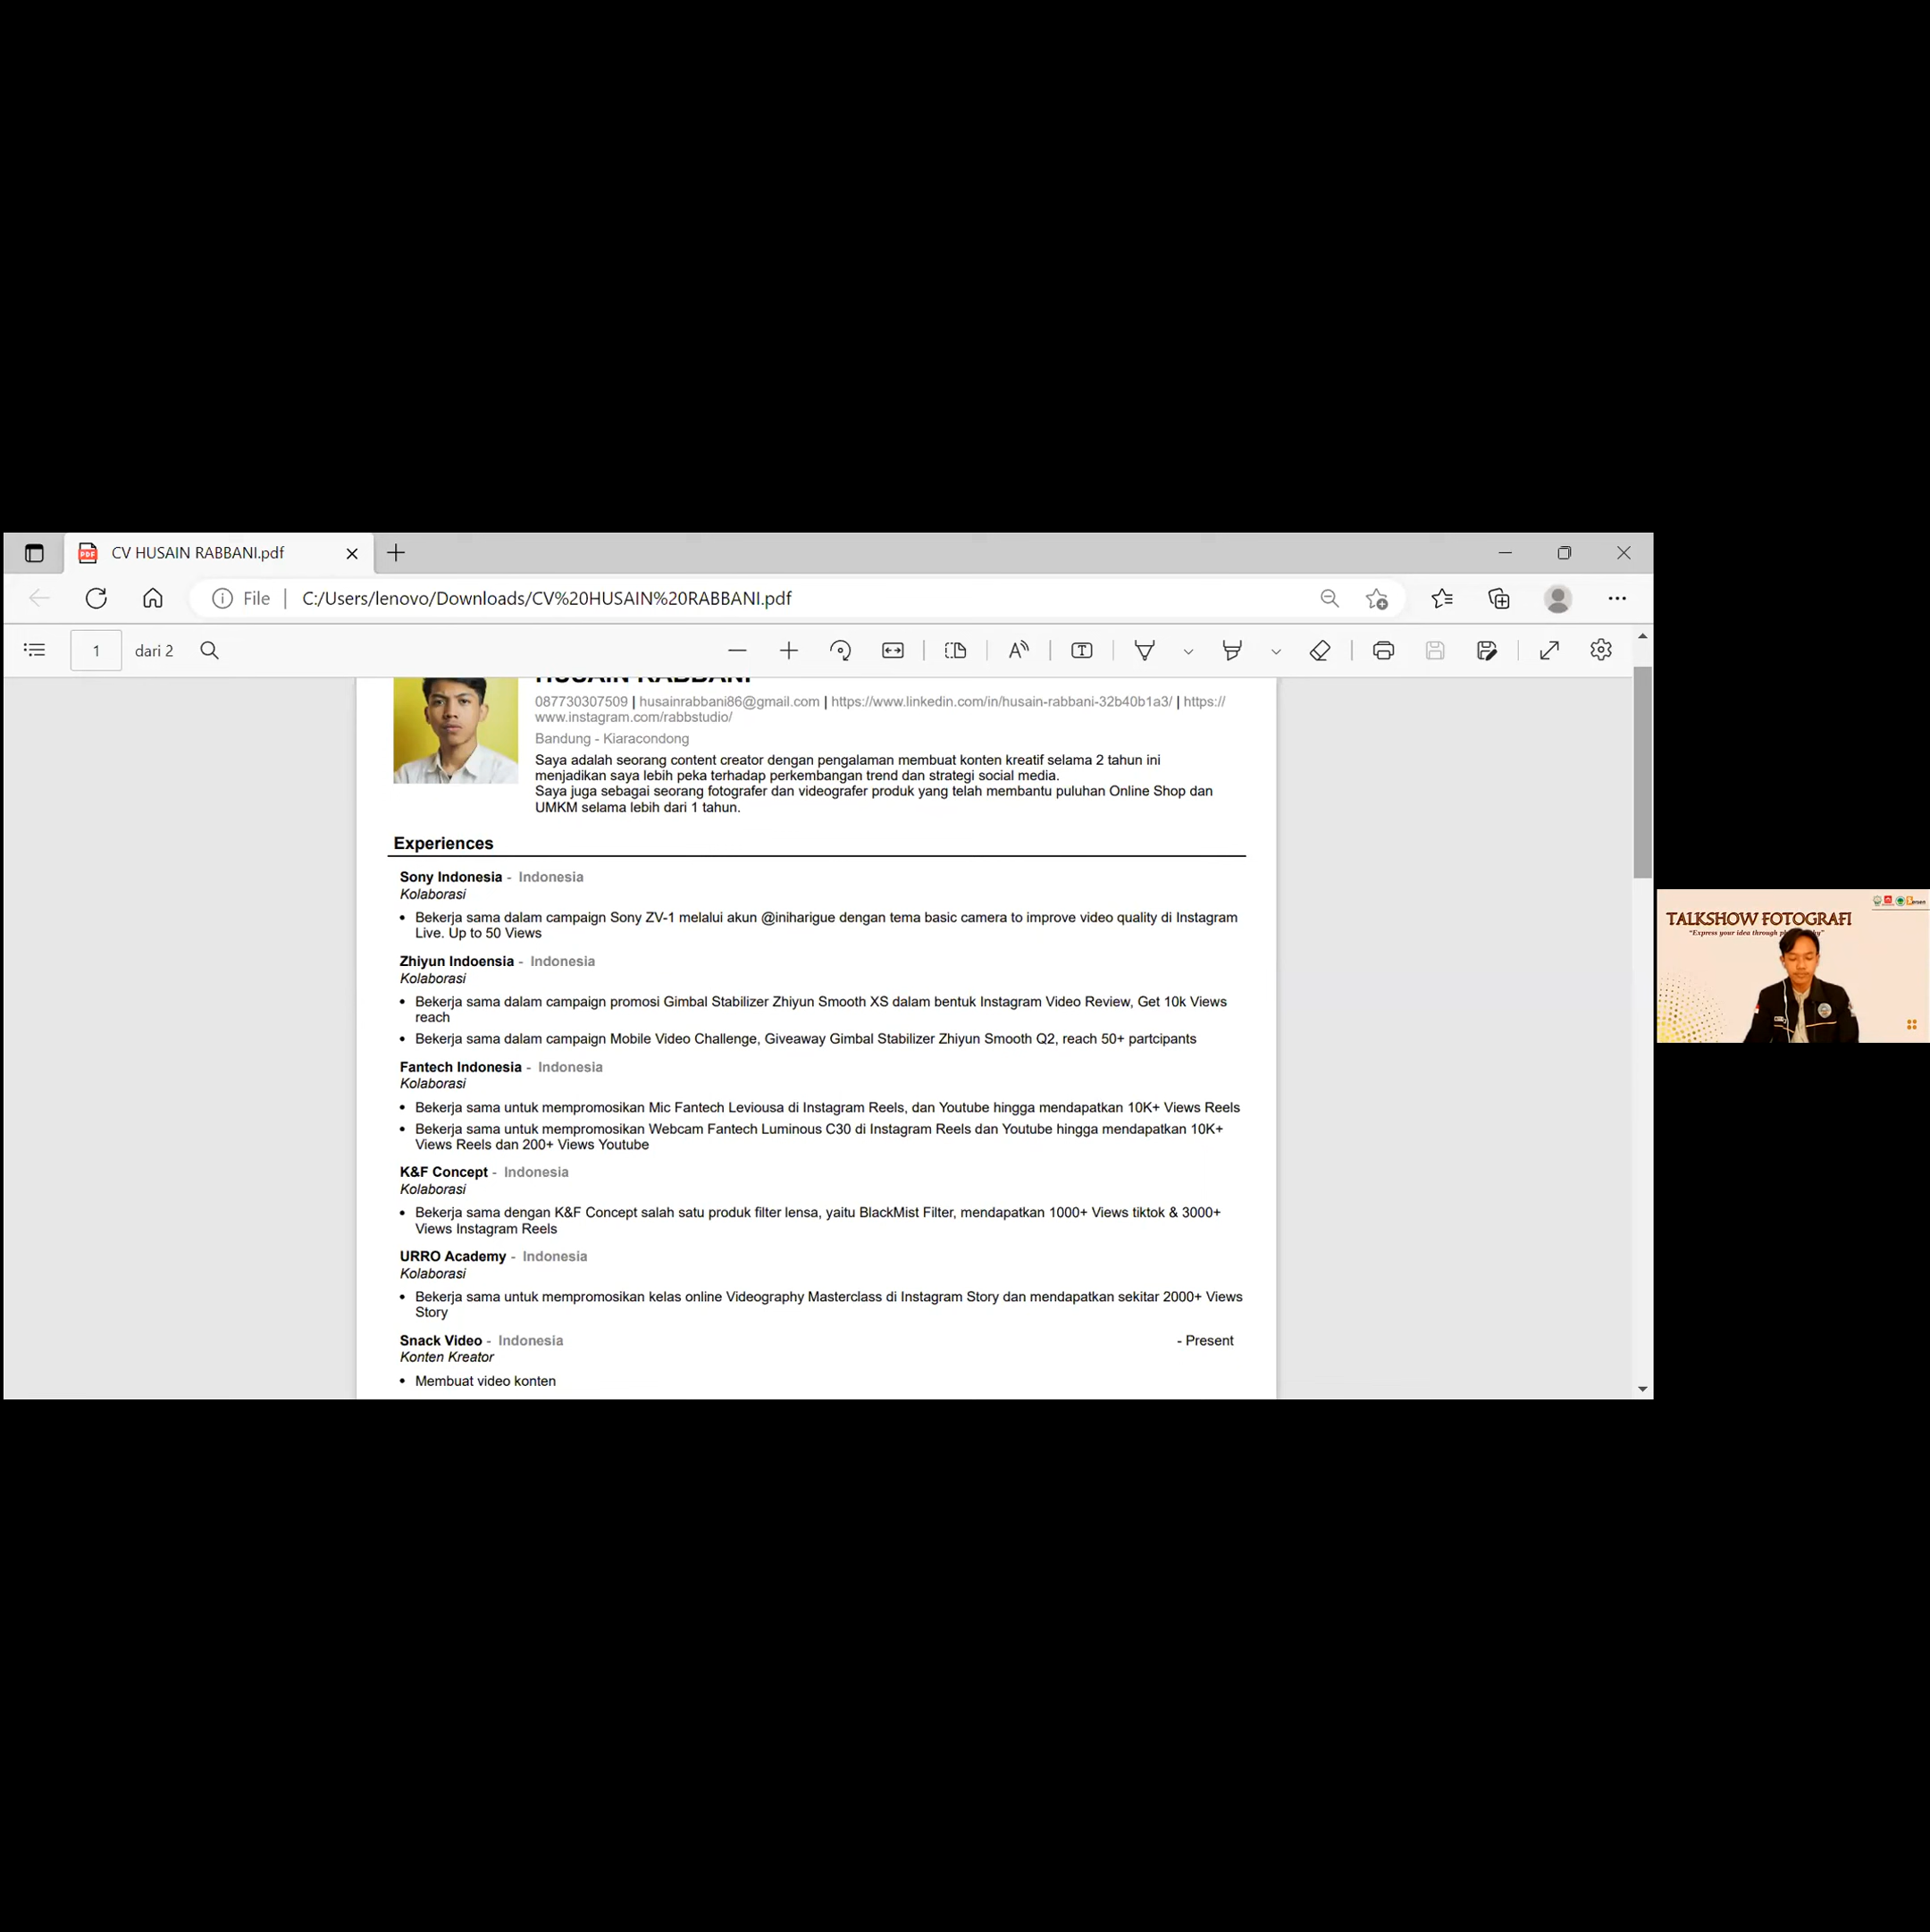 CV HUSAIN RABBANI.pdf
File
C:/Users/lenovo/Downloads/CV%20HUSAIN%20RABBANI.pdf
1 dari 2
HUSAIN RABBANI
087730307509 | husainrabbani86@gmail.com | https://www.linkedin.com/in/husain-rabbani-32b40b1a3/ | https://
www.instagram.com/rabbstudio/
Bandung - Kiaracondong
Saya adalah seorang content creator dengan pengalaman membuat konten kreatif selama 2 tahun ini
menjadikan saya lebih peka terhadap perkembangan trend dan strategi social media.
Saya juga sebagai seorang fotografer dan videografer produk yang telah membantu puluhan Online Shop dan
UMKM selama lebih dari 1 tahun.
Experiences
Sony Indonesia - Indonesia
Kolaborasi
• Bekerja sama dalam campaign Sony ZV-1 melalui akun @iniharigue dengan tema basic camera to improve video quality di Instagram
Live. Up to 50 Views
Zhiyun Indoensia - Indonesia
Kolaborasi
• Bekerja sama dalam campaign promosi Gimbal Stabilizer Zhiyun Smooth XS dalam bentuk Instagram Video Review, Get 10k Views
reach
• Bekerja sama dalam campaign Mobile Video Challenge, Giveaway Gimbal Stabilizer Zhiyun Smooth Q2, reach 50+ partcipants
Fantech Indonesia - Indonesia
Kolaborasi
• Bekerja sama untuk mempromosikan Mic Fantech Leviousa di Instagram Reels, dan Youtube hingga mendapatkan 10K+ Views Reels
• Bekerja sama untuk mempromosikan Webcam Fantech Luminous C30 di Instagram Reels dan Youtube hingga mendapatkan 10K+
Views Reels dan 200+ Views Youtube
K&F Concept - Indonesia
Kolaborasi
• Bekerja sama dengan K&F Concept salah satu produk filter lensa, yaitu BlackMist Filter, mendapatkan 1000+ Views tiktok & 3000+
Views Instagram Reels
URRO Academy - Indonesia
Kolaborasi
• Bekerja sama untuk mempromosikan kelas online Videography Masterclass di Instagram Story dan mendapatkan sekitar 2000+ Views
Story
Snack Video - Indonesia - Present
Konten Kreator
• Membuat video konten
TALKSHOW FOTOGRAFI
"Express your idea through